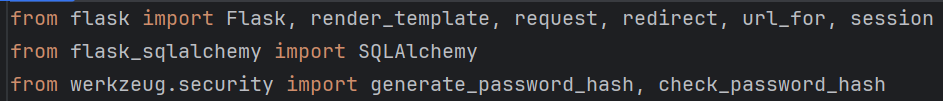 from flask import Flask, render_template, request, redirect, url_for, session
from flask_sqlalchemy import SQLAlchemy
from werkzeug.security import generate_password_hash, check_password_hash